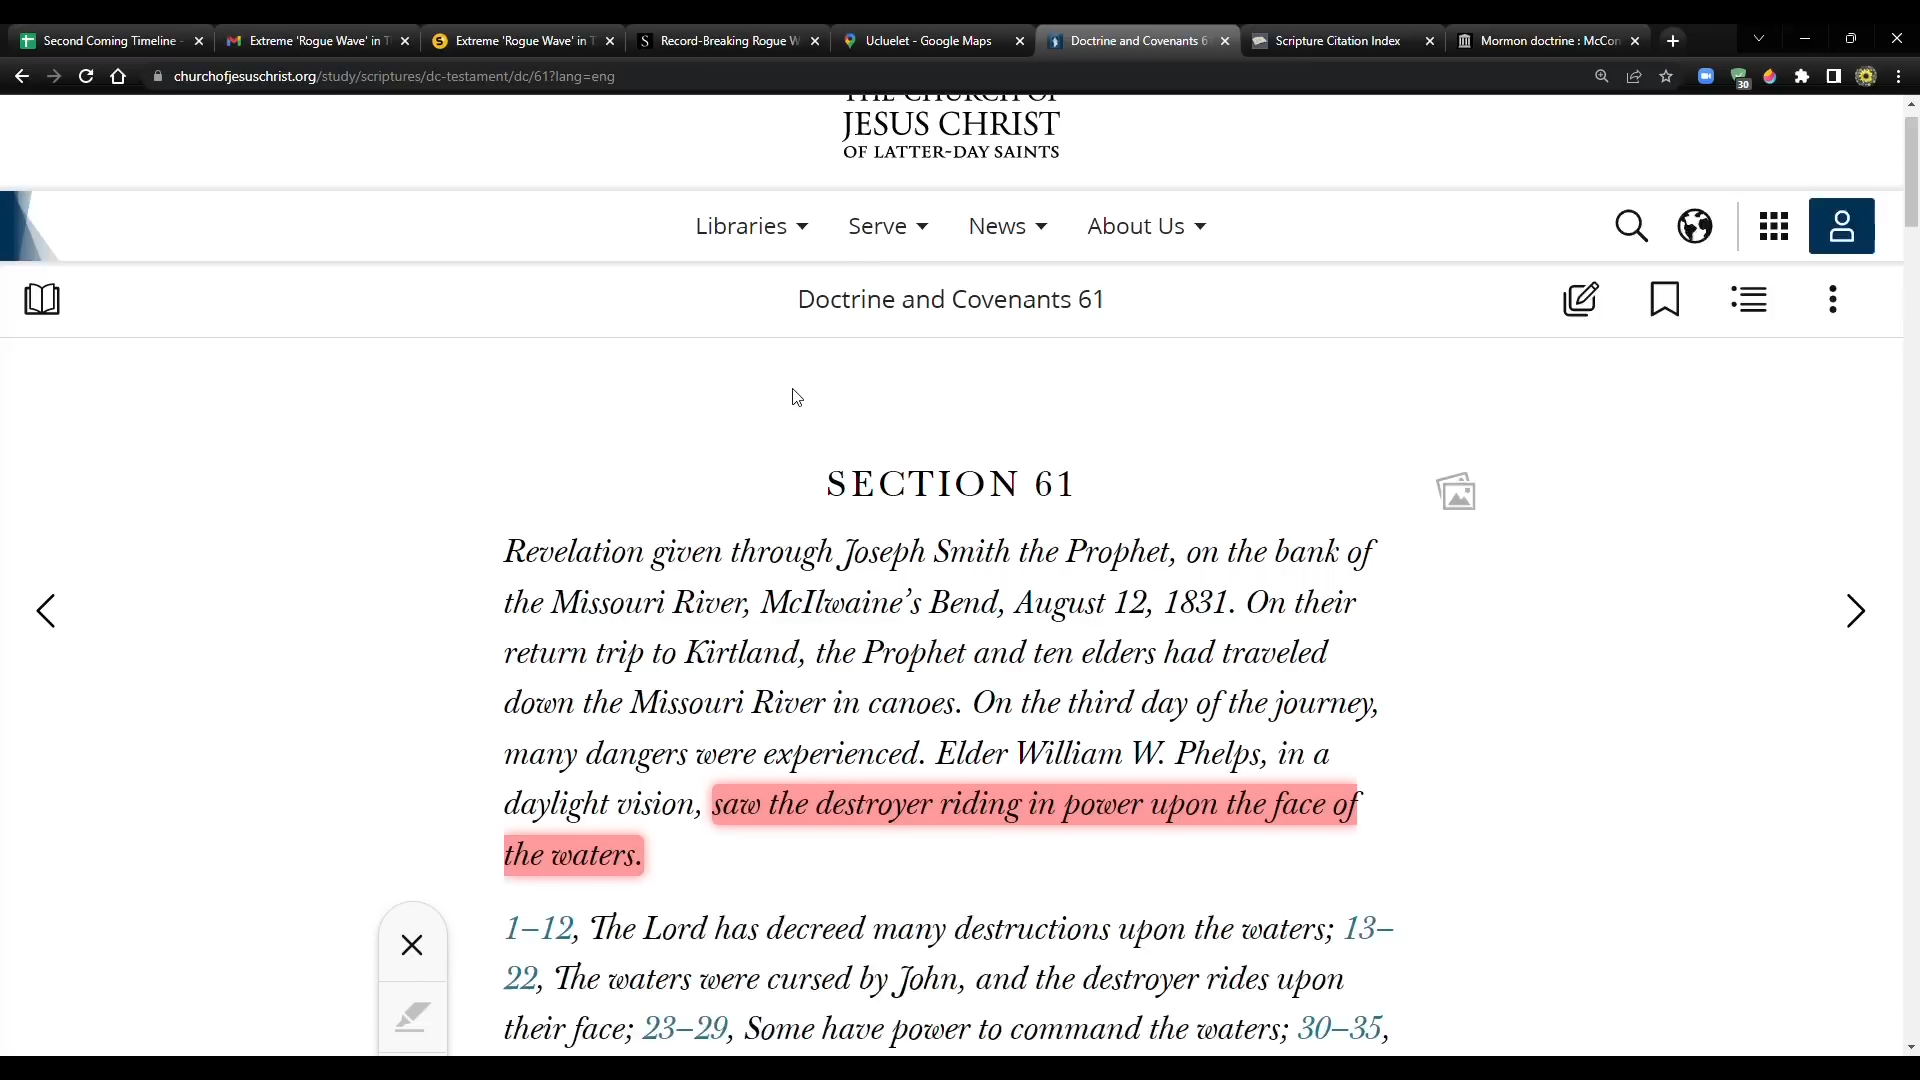 Second Coming Timeline -
Extreme 'Rogue Wave' in T
Extreme 'Rogue Wave' in T
Record-Breaking Rogue W
Ucluelet - Google Maps
Doctrine and Covenants 6
Scripture Citation Index
Mormon doctrine : McCon
churchofjesuschrist.org/study/scriptures/dc-testament/dc/61?lang=eng
30
THE CHURCH OF
JESUS CHRIST
OF LATTER-DAY SAINTS
Libraries
Serve
News
About Us
Doctrine and Covenants 61
SECTION 61
Revelation given through Joseph Smith the Prophet, on the bank of
the Missouri River, McIlwaine's Bend, August 12, 1831. On their
return trip to Kirtland, the Prophet and ten elders had traveled
down the Missouri River in canoes. On the third day of the journey,
many dangers were experienced. Elder William W. Phelps, in a
daylight vision, saw the destroyer riding in power upon the face of
the waters.
1–12, The Lord has decreed many destructions upon the waters; 13–
22, The waters were cursed by John, and the destroyer rides upon
their face; 23–29, Some have power to command the waters; 30–35,